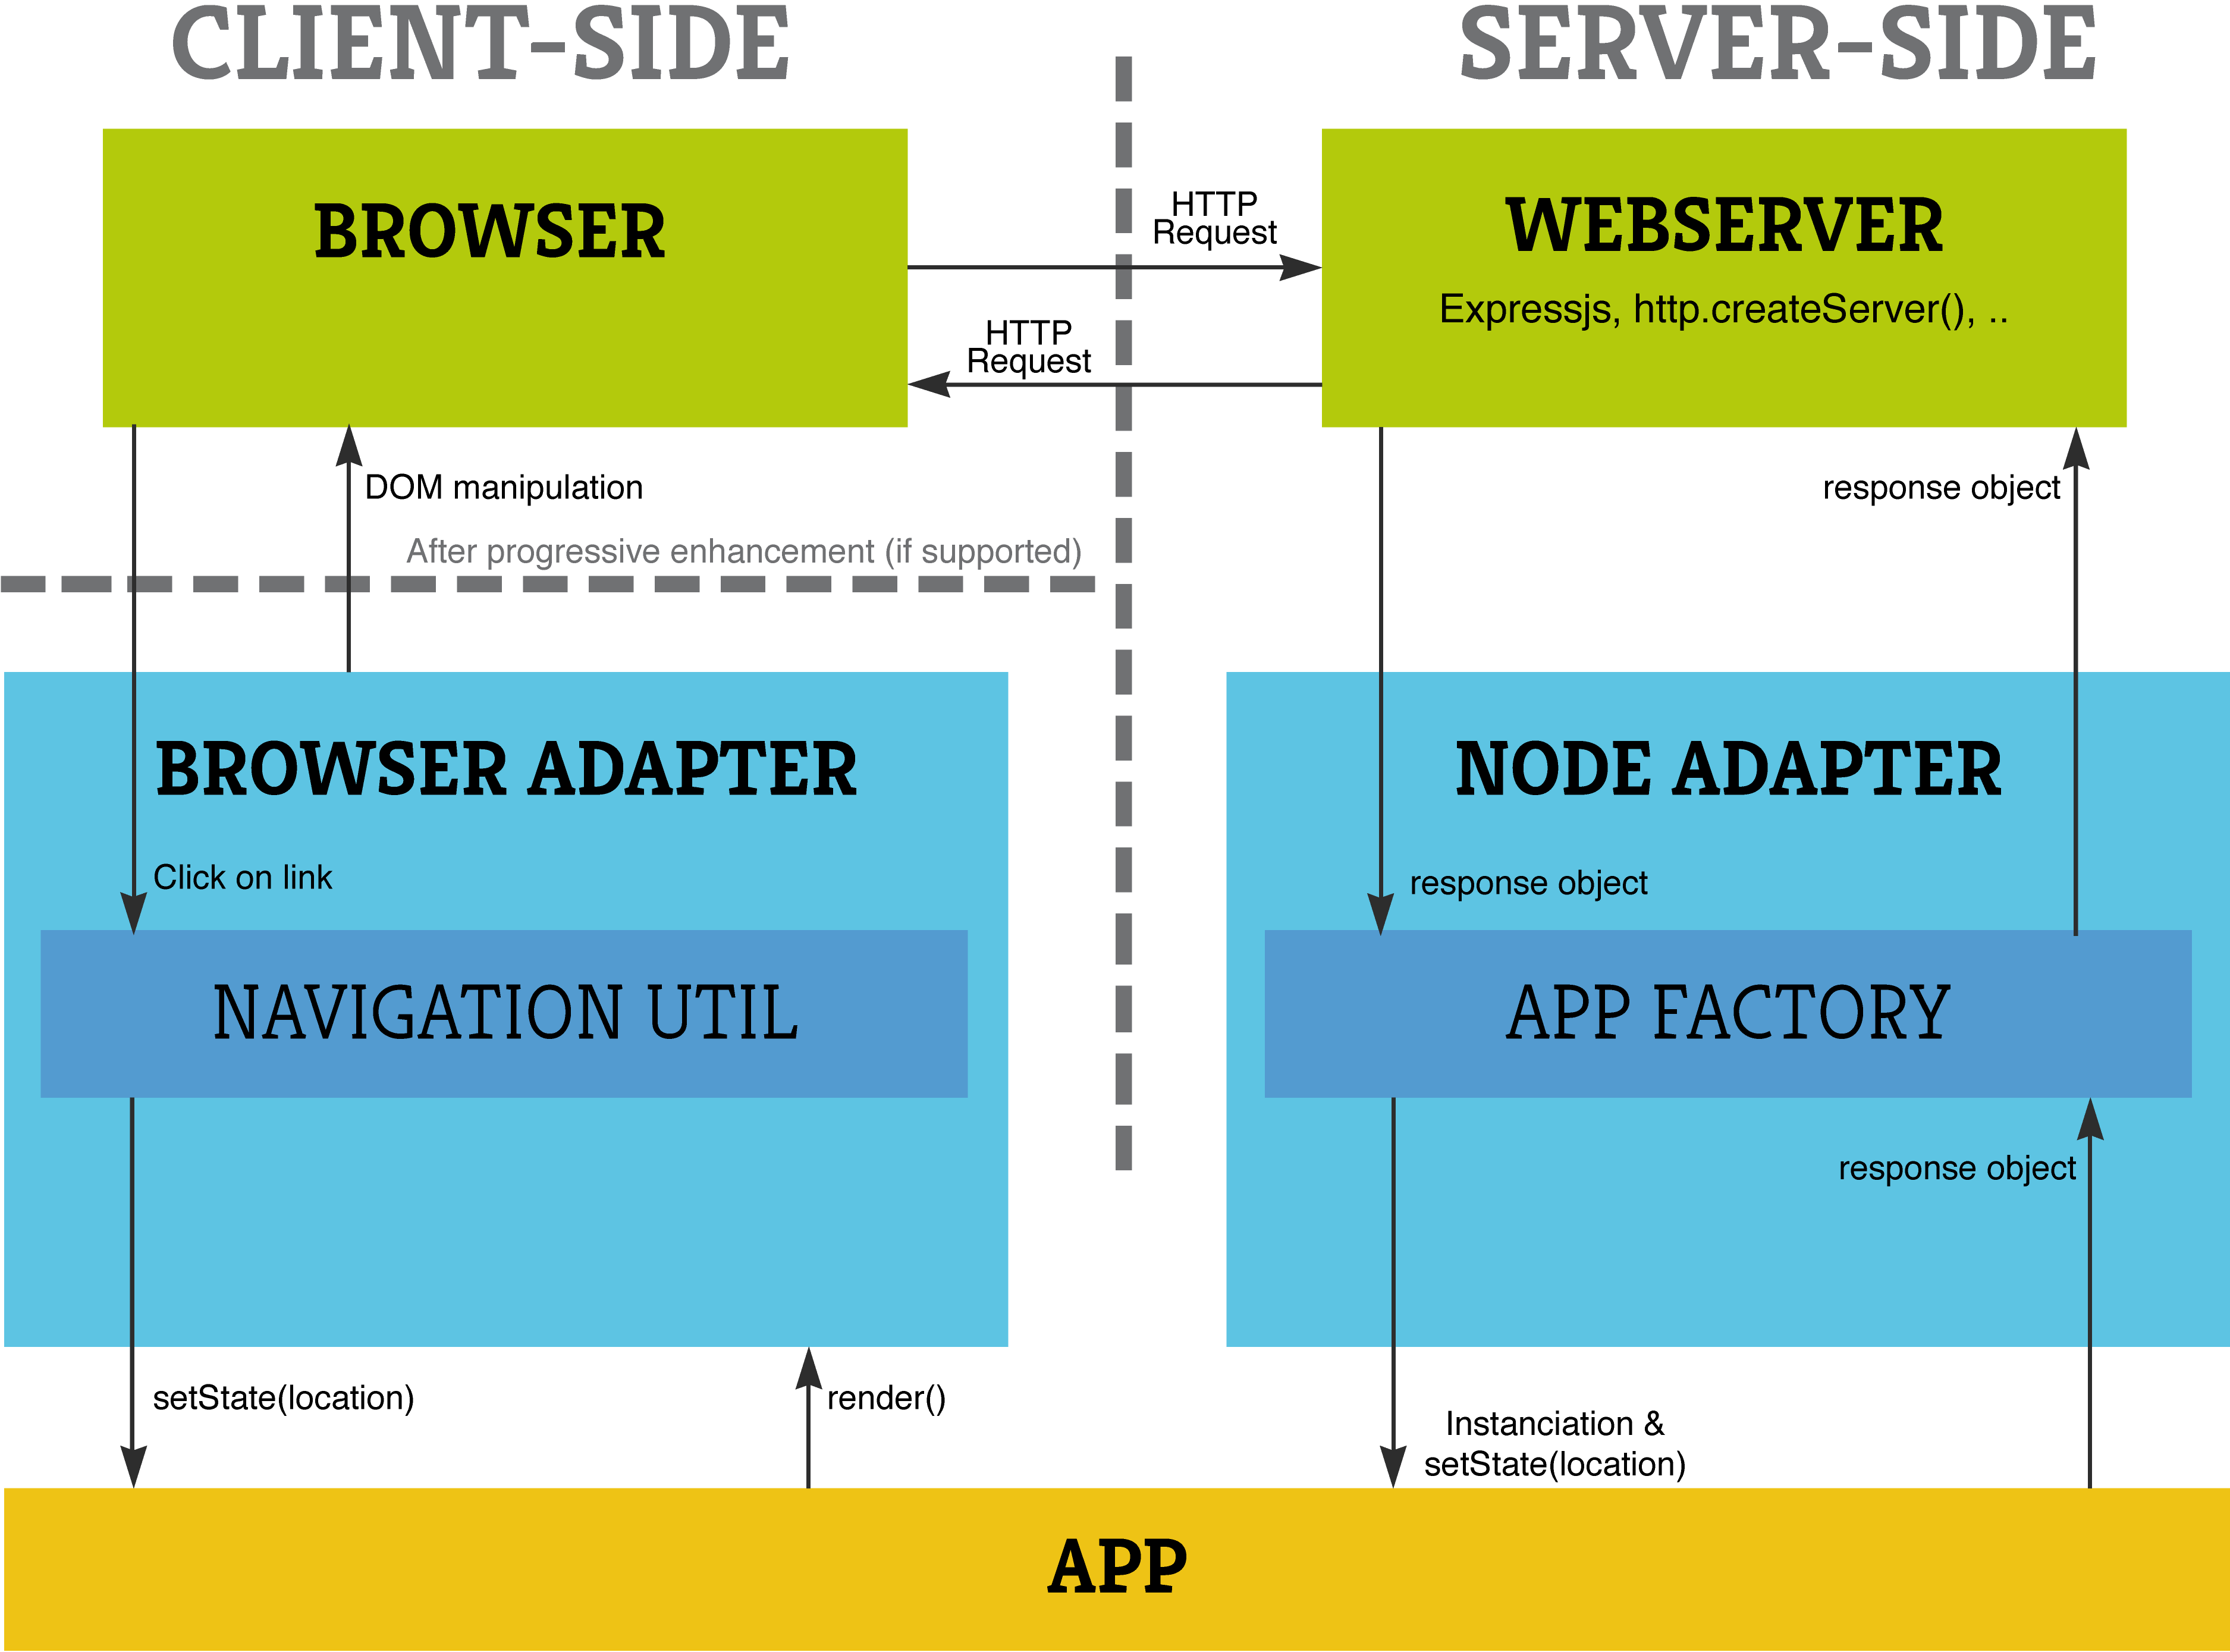 CLIENT-SIDE
SERVER-SIDE
BROWSER
WEBSERVER
Expressjs, http.createServer(), ..
HTTP
Request
HTTP
Request
DOM manipulation
response object
After progressive enhancement (if supported)
BROWSER ADAPTER
NODE ADAPTER
Click on link
response object
NAVIGATION UTIL
APP FACTORY
response object
setState(location)
render()
Instanciation &
setState(location)
APP